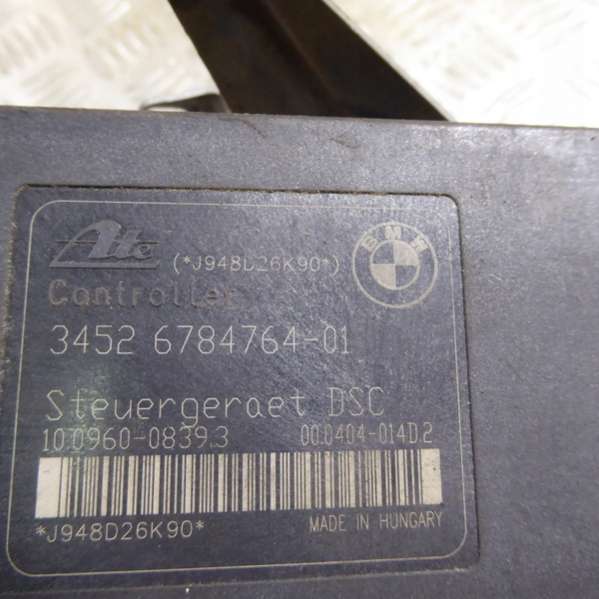 Ate (*J948D26K90*) BMW
Controller
3452 6784764-01
Steuergeraet DSC
10.0960-0839.3 00.0404-014D.2
*J948D26K90* MADE IN HUNGARY